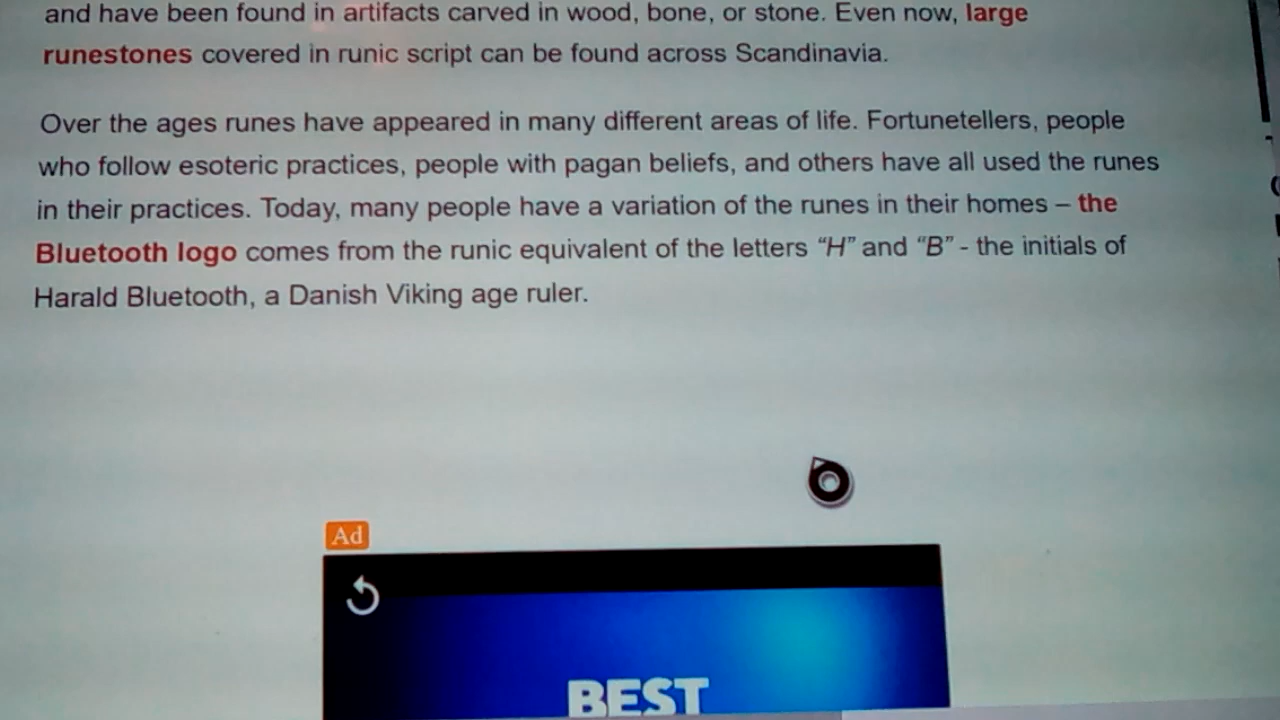 and have been found in artifacts carved in wood, bone, or stone. Even now, large
runestones covered in runic script can be found across Scandinavia.
Over the ages runes have appeared in many different areas of life. Fortunetellers, people
who follow esoteric practices, people with pagan beliefs, and others have all used the runes
in their practices. Today, many people have a variation of the runes in their homes – the
Bluetooth logo comes from the runic equivalent of the letters “H” and “B” - the initials of
Harald Bluetooth, a Danish Viking age ruler.
Ad
BEST